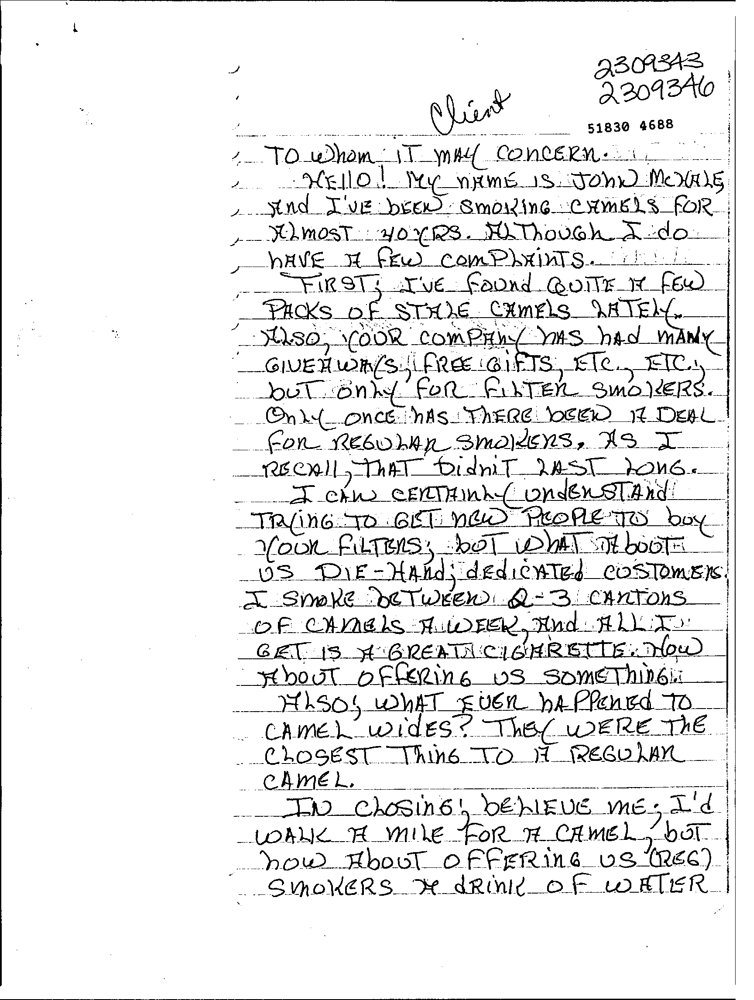 2309343
2309346
Client
51830 4688
TO Whom IT MAY CONCERN.
HELLO! MY NAME IS JOHN McHALE
And I'VE BEEN SMOKING CAMELS FOR
ALMOST 40 YRS. ALThough I do
hAVE A FEW COMPLAINTS.
FIRST; I'VE FOUND QUITE A FEW
PACKS OF STALE CAMELS LATELY.
ALSO, YOUR COMPANY HAS hAd MANY
GIVEAWAYS, FREE GIFTS, ETC., ETC.,
bUT ONLY FOR FILTER SMOKERS.
ONLY ONCE hAS THERE BEEN A DEAL
FOR REGULAR SMOKERS. AS I
RECALL, THAT DIdNIT LAST LONG.
I CAN CERTAINLY UNDERSTAND
TRYING TO GET NEW PEOPLE TO buy
YOUR FILTERS; bUT WHAT AbOUT
US DIE-HARd, dEdICATEd CUSTOMERS.
I SMOKE BETWEEN 2-3 CARTONS
OF CAMELS A WEEK, And ALL I
GET IS A GREAT CIGARETTE. HOW
AbOUT OFFERING US SOMETHING.
ALSO, WHAT EVER hAPPENEd TO
CAMEL WIDES? THEY WERE THE
CLOSEST THING TO A REGULAR
CAMEL.
IN CLOSING, bELIEVE ME; I'd
WALK A MILE FOR A CAMEL, bUT
hOW AbOUT OFFERING US (REG)
SMOKERS A dRINK OF WATER